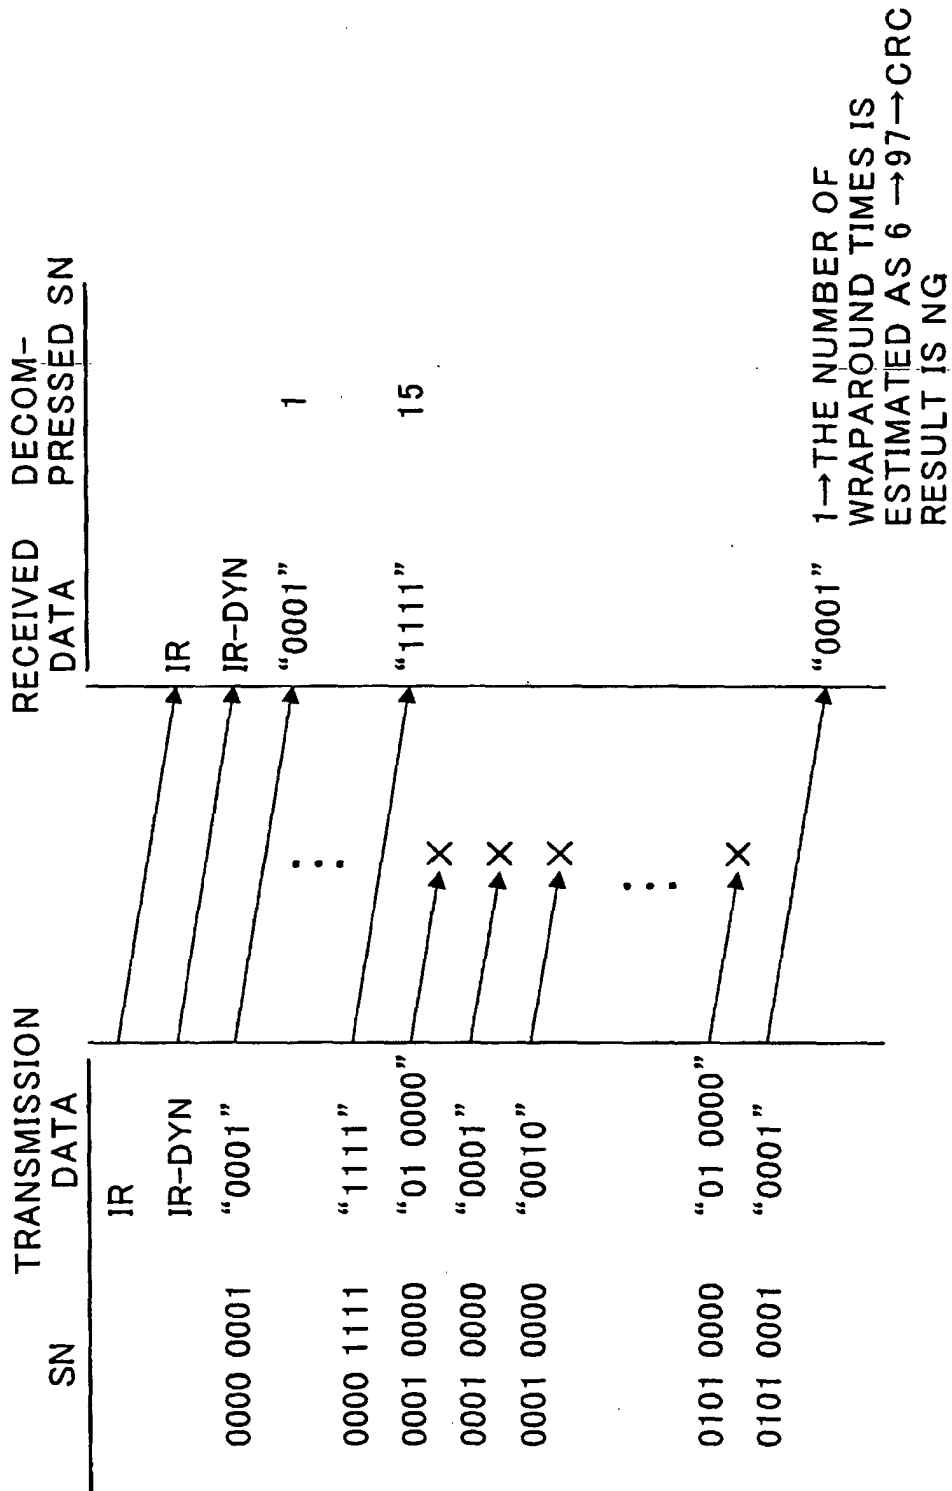 SN TRANSMISSION DATA RECEIVED DATA DECOM-PRESSED SN
IR IR
IR-DYN IR-DYN
0000 0001 “0001” “0001” 1
...
0000 1111 “1111” “1111” 15
0001 0000 “01 0000” ×
0001 0000 “0001” ×
0001 0000 “0010” ×
...
0101 0000 “01 0000” ×
0101 0001 “0001” “0001” 1→THE NUMBER OF
WRAPAROUND TIMES IS
ESTIMATED AS 6 →97→CRC
RESULT IS NG